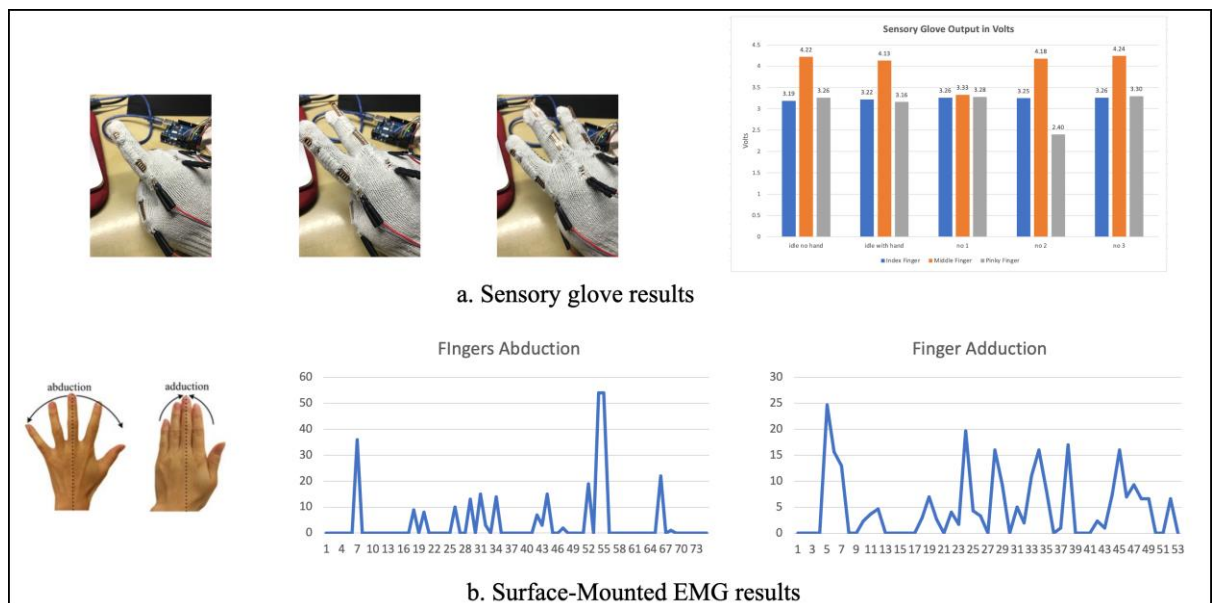 Sensory Glove Output in Volts
4.5
4
3.5
3
2.5
2
1.5
1
0.5
0
Volts
3.19 4.22 3.26
3.22 4.13 3.16
3.26 3.33 3.28
3.25 4.18 2.40
3.26 4.24 3.30
idle no hand idle with hand no 1 no 2 no 3
Index Finger Middle Finger Pinky Finger
a. Sensory glove results
abduction adduction
FIngers Abduction
60
50
40
30
20
10
0
1 4 7 10 13 16 19 22 25 28 31 34 37 40 43 46 49 52 55 58 61 64 67 70 73
Finger Adduction
30
25
20
15
10
5
0
1 3 5 7 9 11 13 15 17 19 21 23 25 27 29 31 33 35 37 39 41 43 45 47 49 51 53
b. Surface-Mounted EMG results